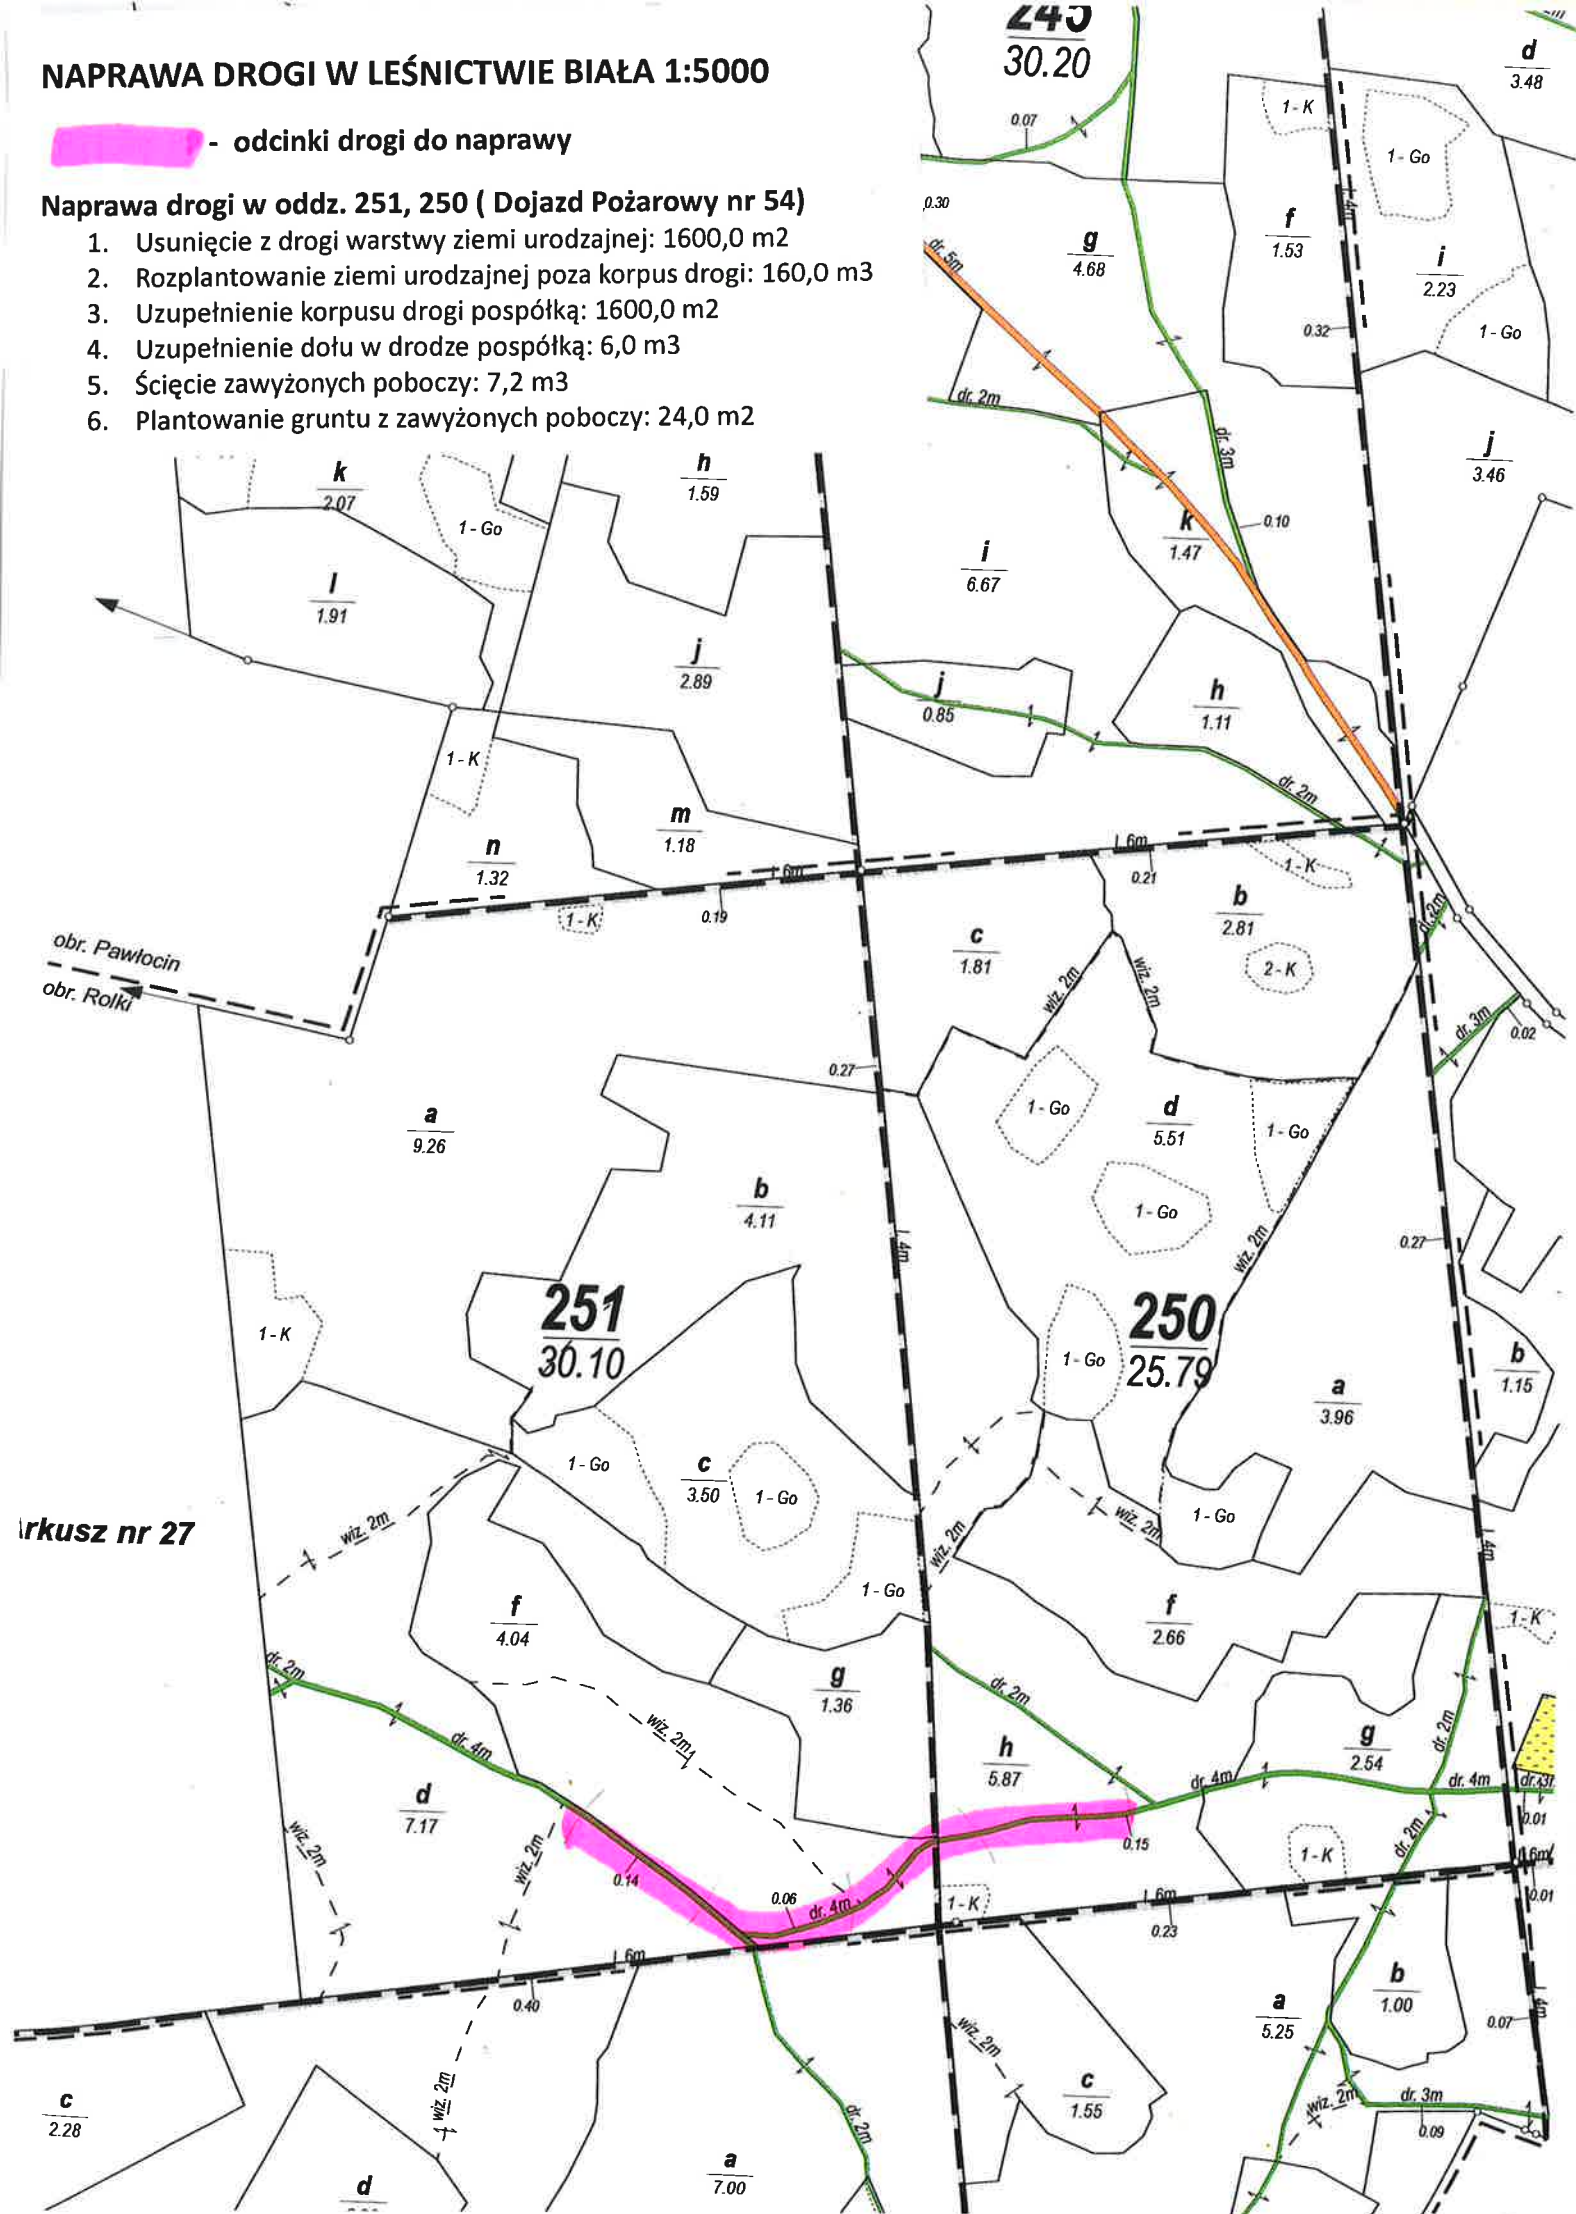 NAPRAWA DROGI W LEŚNICTWIE BIAŁA 1:5000
- odcinki drogi do naprawy
Naprawa drogi w oddz. 251, 250 ( Dojazd Pożarowy nr 54)
1. Usunięcie z drogi warstwy ziemi urodzajnej: 1600,0 m2
2. Rozplantowanie ziemi urodzajnej poza korpus drogi: 160,0 m3
3. Uzupełnienie korpusu drogi pospółką: 1600,0 m2
4. Uzupełnienie dołu w drodze pospółką: 6,0 m3
5. Ścięcie zawyżonych poboczy: 7,2 m3
6. Plantowanie gruntu z zawyżonych poboczy: 24,0 m2
30.20
d
3.48
1 - K
0.07
1 - Go
0.30
g
4.68
f
1.53
l. 4m
i
2.23
dr. 5m
0.32
1 - Go
dr. 2m
dr. 3m
j
3.46
k
2.07
h
1.59
1 - Go
0.10
k
1.47
i
6.67
l
1.91
j
2.89
j
0.85
h
1.11
1 - K
dr. 2m
m
1.18
n
1.32
l. 6m
l. 6m
0.21
1 - K
1 - K
0.19
b
2.81
dr. 2m
c
1.81
obr. Pawłocin
obr. Rolki
2 - K
wiz. 2m
wiz. 2m
dr. 3m
0.02
0.27
a
9.26
1 - Go
d
5.51
1 - Go
b
4.11
1 - Go
l. 4m
wiz. 2m
0.27
251
30.10
250
25.79
1 - K
1 - Go
b
1.15
a
3.96
1 - Go
c
3.50
1 - Go
rkusz nr 27
wiz. 2m
wiz. 2m
1 - Go
wiz. 2m
l. 4m
1 - Go
f
4.04
f
2.66
1 - K
dr. 2m
g
1.36
dr. 2m
wiz. 2m
dr. 2m
dr. 4m
h
5.87
g
2.54
dr. 4m
dr. 4m
d
7.17
0.01
wiz. 2m
wiz. 2m
0.15
dr. 2m
1 - K
0.14
0.06
dr. 4m
1 - K
l. 6m
0.01
0.23
l. 6m
0.40
b
1.00
a
5.25
l. 4m
0.07
wiz. 2m
wiz. 2m
c
1.55
dr. 3m
wiz. 2m
0.09
c
2.28
dr. 2m
a
7.00
d